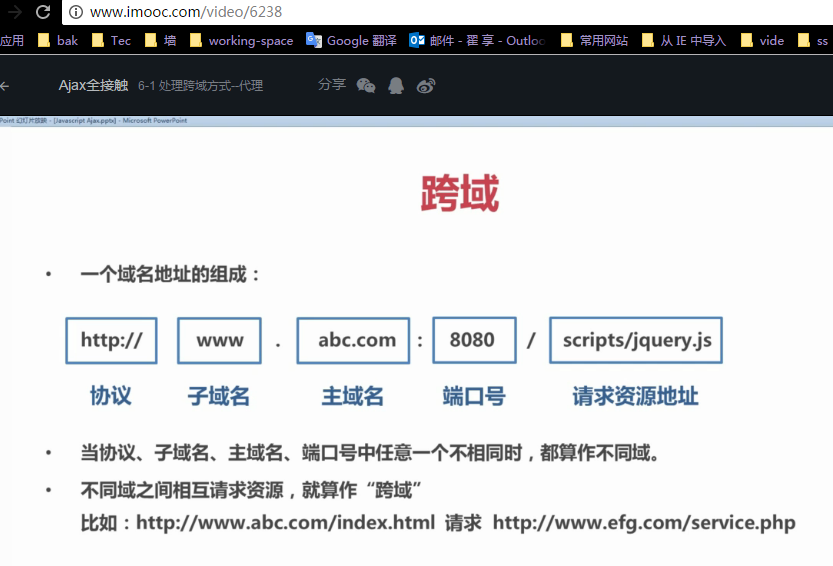 www.imooc.com/video/6238
应用 bak Tec 墙 working-space Google 翻译 邮件 - 瞿 享 - Outloo 常用网站 从 IE 中导入 vide ss
Ajax全接触 6-1 处理跨域方式--代理 分享
Point 幻灯片放映 - [Javascript Ajax.pptx] - Microsoft PowerPoint
跨域
• 一个域名地址的组成：
http:// www . abc.com : 8080 / scripts/jquery.js
协议 子域名 主域名 端口号 请求资源地址
• 当协议、子域名、主域名、端口号中任意一个不相同时，都算作不同域。
• 不同域之间相互请求资源，就算作“跨域”
比如：http://www.abc.com/index.html 请求 http://www.efg.com/service.php